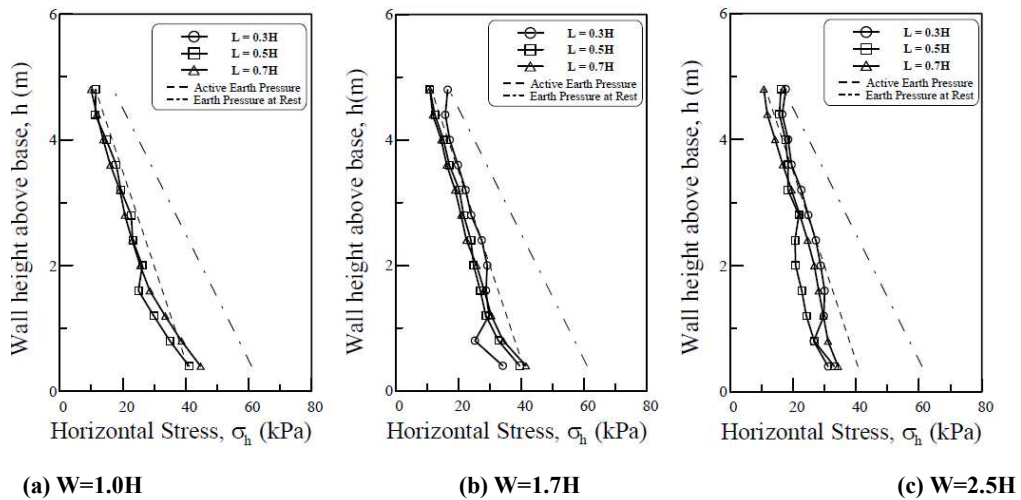 L = 0.3H
L = 0.5H
L = 0.7H
Active Earth Pressure
Earth Pressure at Rest
Wall height above base, h (m)
6
4
2
0
0 20 40 60 80
Horizontal Stress, σh (kPa)
(a) W=1.0H
L = 0.3H
L = 0.5H
L = 0.7H
Active Earth Pressure
Earth Pressure at Rest
Wall height above base, h(m)
6
4
2
0
0 20 40 60 80
Horizontal Stress, σh (kPa)
(b) W=1.7H
L = 0.3H
L = 0.5H
L = 0.7H
Active Earth Pressure
Earth Pressure at Rest
Wall height above base, h (m)
6
4
2
0
0 20 40 60 80
Horizontal Stress, σh (kPa)
(c) W=2.5H